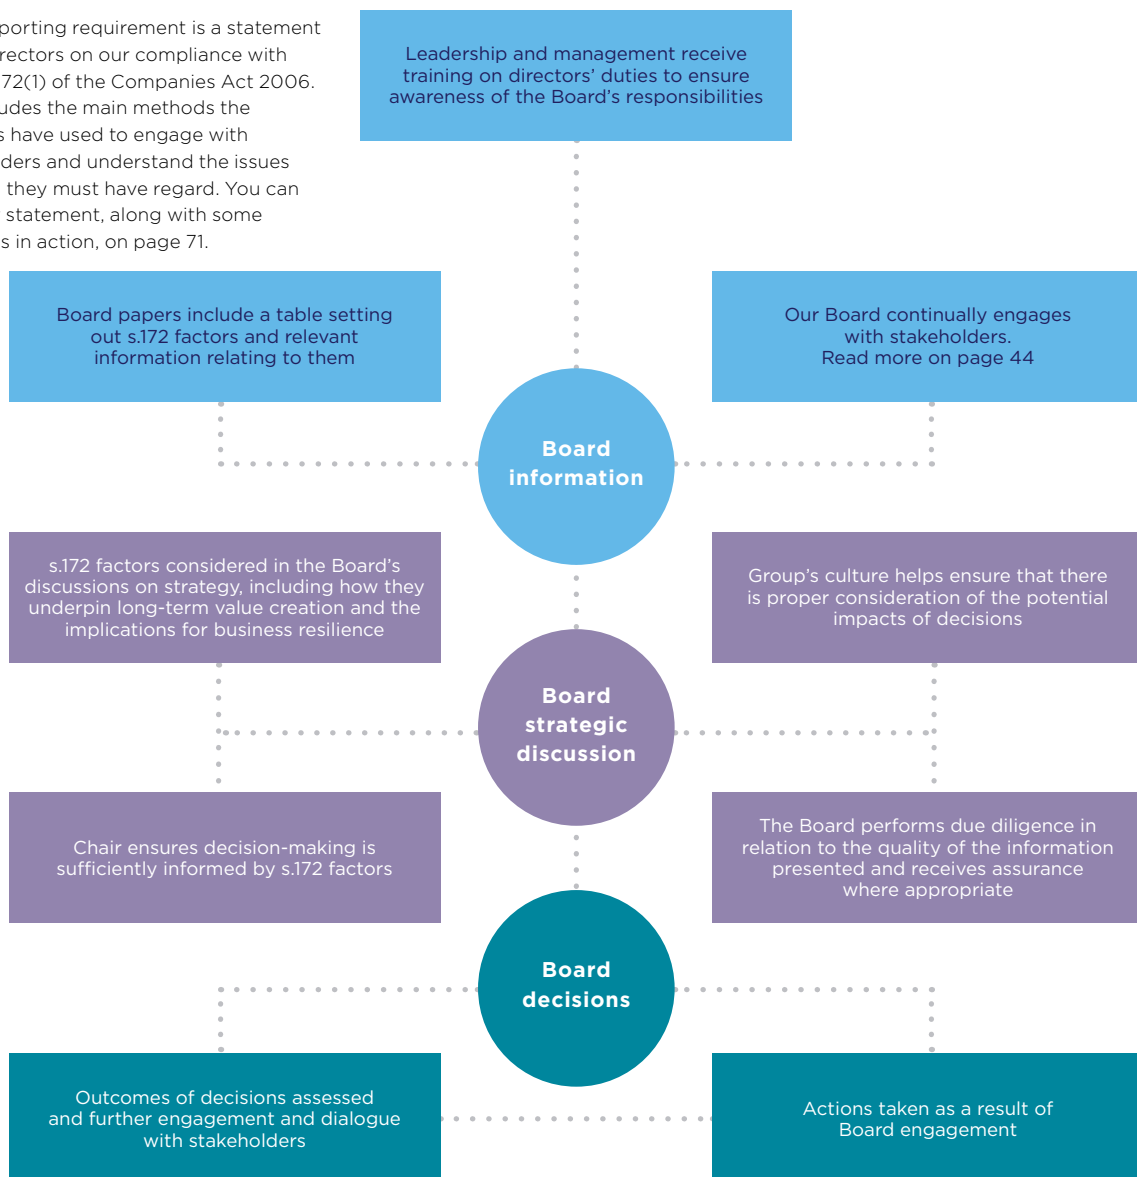 porting requirement is a statement
rectors on our compliance with
72(1) of the Companies Act 2006.
udes the main methods the
s have used to engage with
ders and understand the issues
they must have regard. You can
statement, along with some
s in action, on page 71.
Leadership and management receive
training on directors’ duties to ensure
awareness of the Board’s responsibilities
Board papers include a table setting
out s.172 factors and relevant
information relating to them
Our Board continually engages
with stakeholders.
Read more on page 44
Board
information
s.172 factors considered in the Board’s
discussions on strategy, including how they
underpin long-term value creation and the
implications for business resilience
Group’s culture helps ensure that there
is proper consideration of the potential
impacts of decisions
Board
strategic
discussion
Chair ensures decision-making is
sufficiently informed by s.172 factors
The Board performs due diligence in
relation to the quality of the information
presented and receives assurance
where appropriate
Board
decisions
Outcomes of decisions assessed
and further engagement and dialogue
with stakeholders
Actions taken as a result of
Board engagement